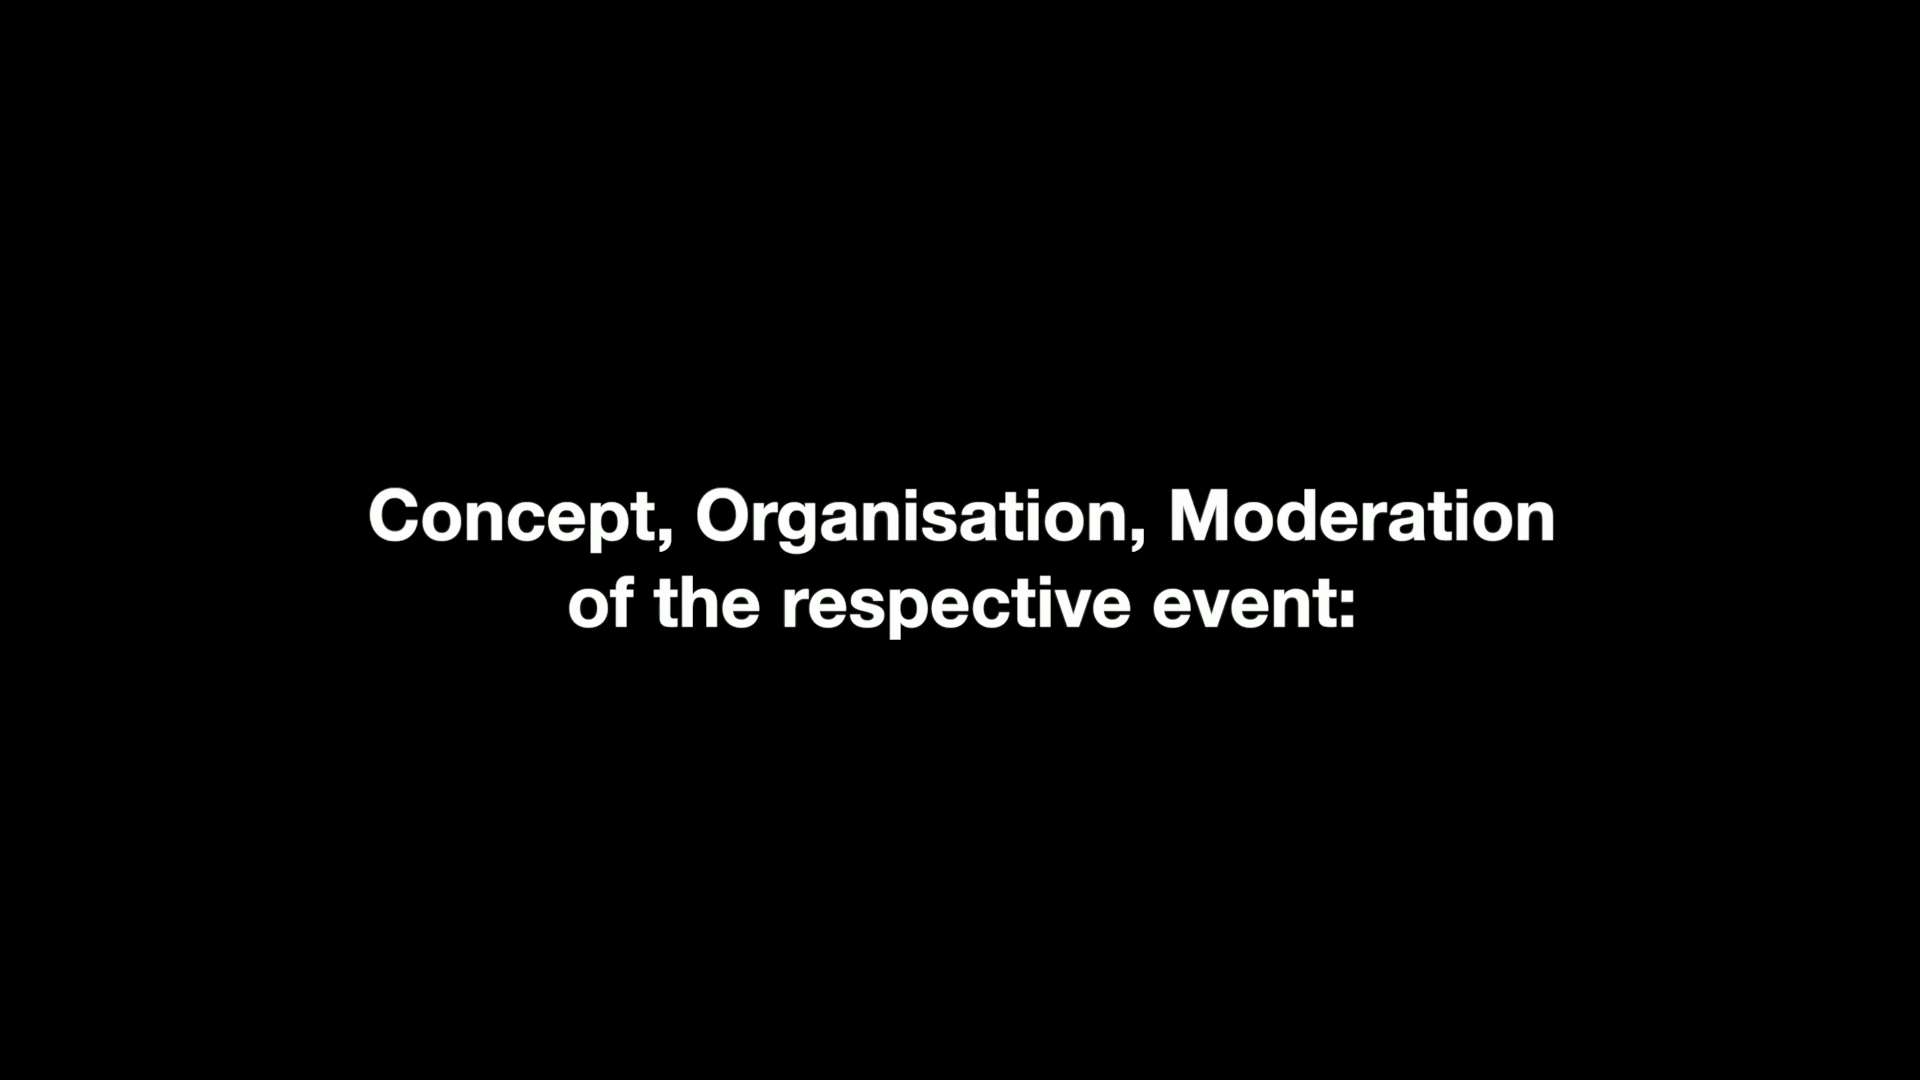 Concept, Organisation, Moderation
of the respective event: